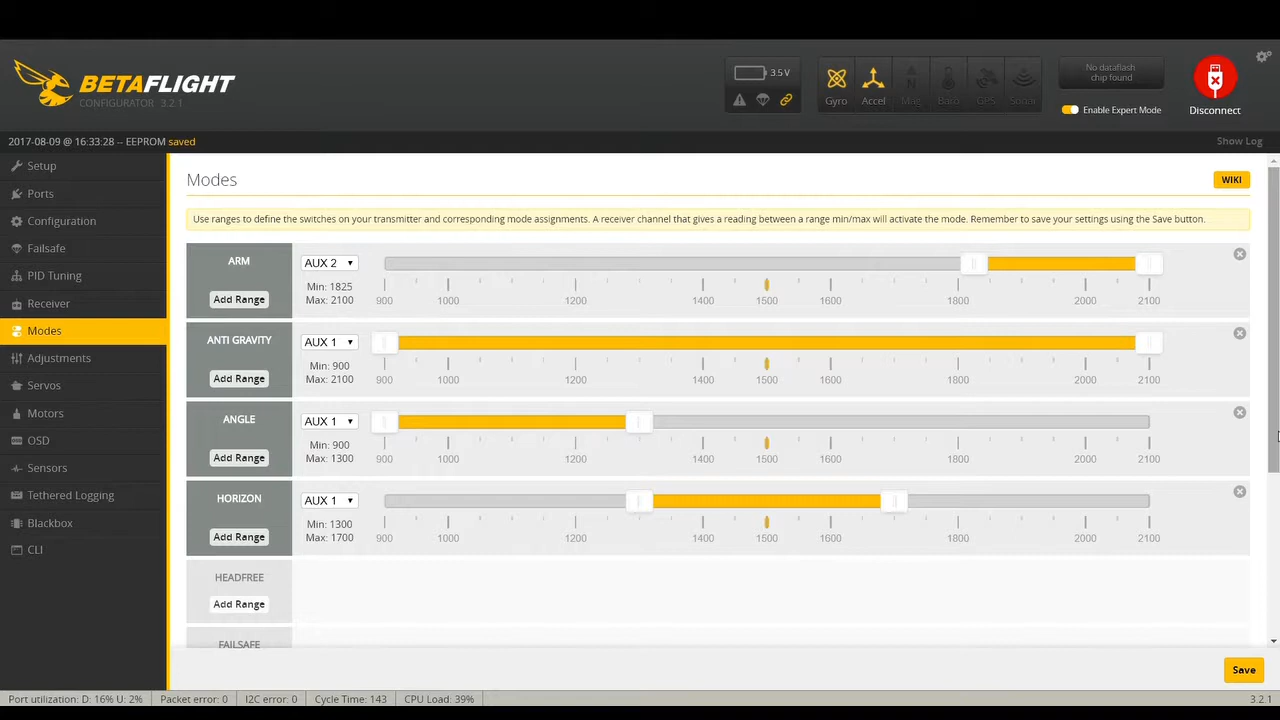 BETAFLIGHT
CONFIGURATOR 3.2.1
3.5 V
Gyro
Accel
Mag
Baro
GPS
Sonar
No dataflash
chip found
Enable Expert Mode
Disconnect
2017-08-09 @ 16:33:28 -- EEPROM saved
Show Log
Setup
Ports
Configuration
Failsafe
PID Tuning
Receiver
Modes
Adjustments
Servos
Motors
OSD
Sensors
Tethered Logging
Blackbox
CLI
Modes
WIKI
Use ranges to define the switches on your transmitter and corresponding mode assignments. A receiver channel that gives a reading between a range min/max will activate the mode. Remember to save your settings using the Save button.
ARM
Add Range
AUX 2
Min: 1825
Max: 2100
900 1000 1200 1400 1500 1600 1800 2000 2100
ANTI GRAVITY
Add Range
AUX 1
Min: 900
Max: 2100
900 1000 1200 1400 1500 1600 1800 2000 2100
ANGLE
Add Range
AUX 1
Min: 900
Max: 1300
900 1000 1200 1400 1500 1600 1800 2000 2100
HORIZON
Add Range
AUX 1
Min: 1300
Max: 1700
900 1000 1200 1400 1500 1600 1800 2000 2100
HEADFREE
Add Range
FAILSAFE
Save
Port utilization: D: 16% U: 2% Packet error: 0 I2C error: 0 Cycle Time: 143 CPU Load: 39% 3.2.1